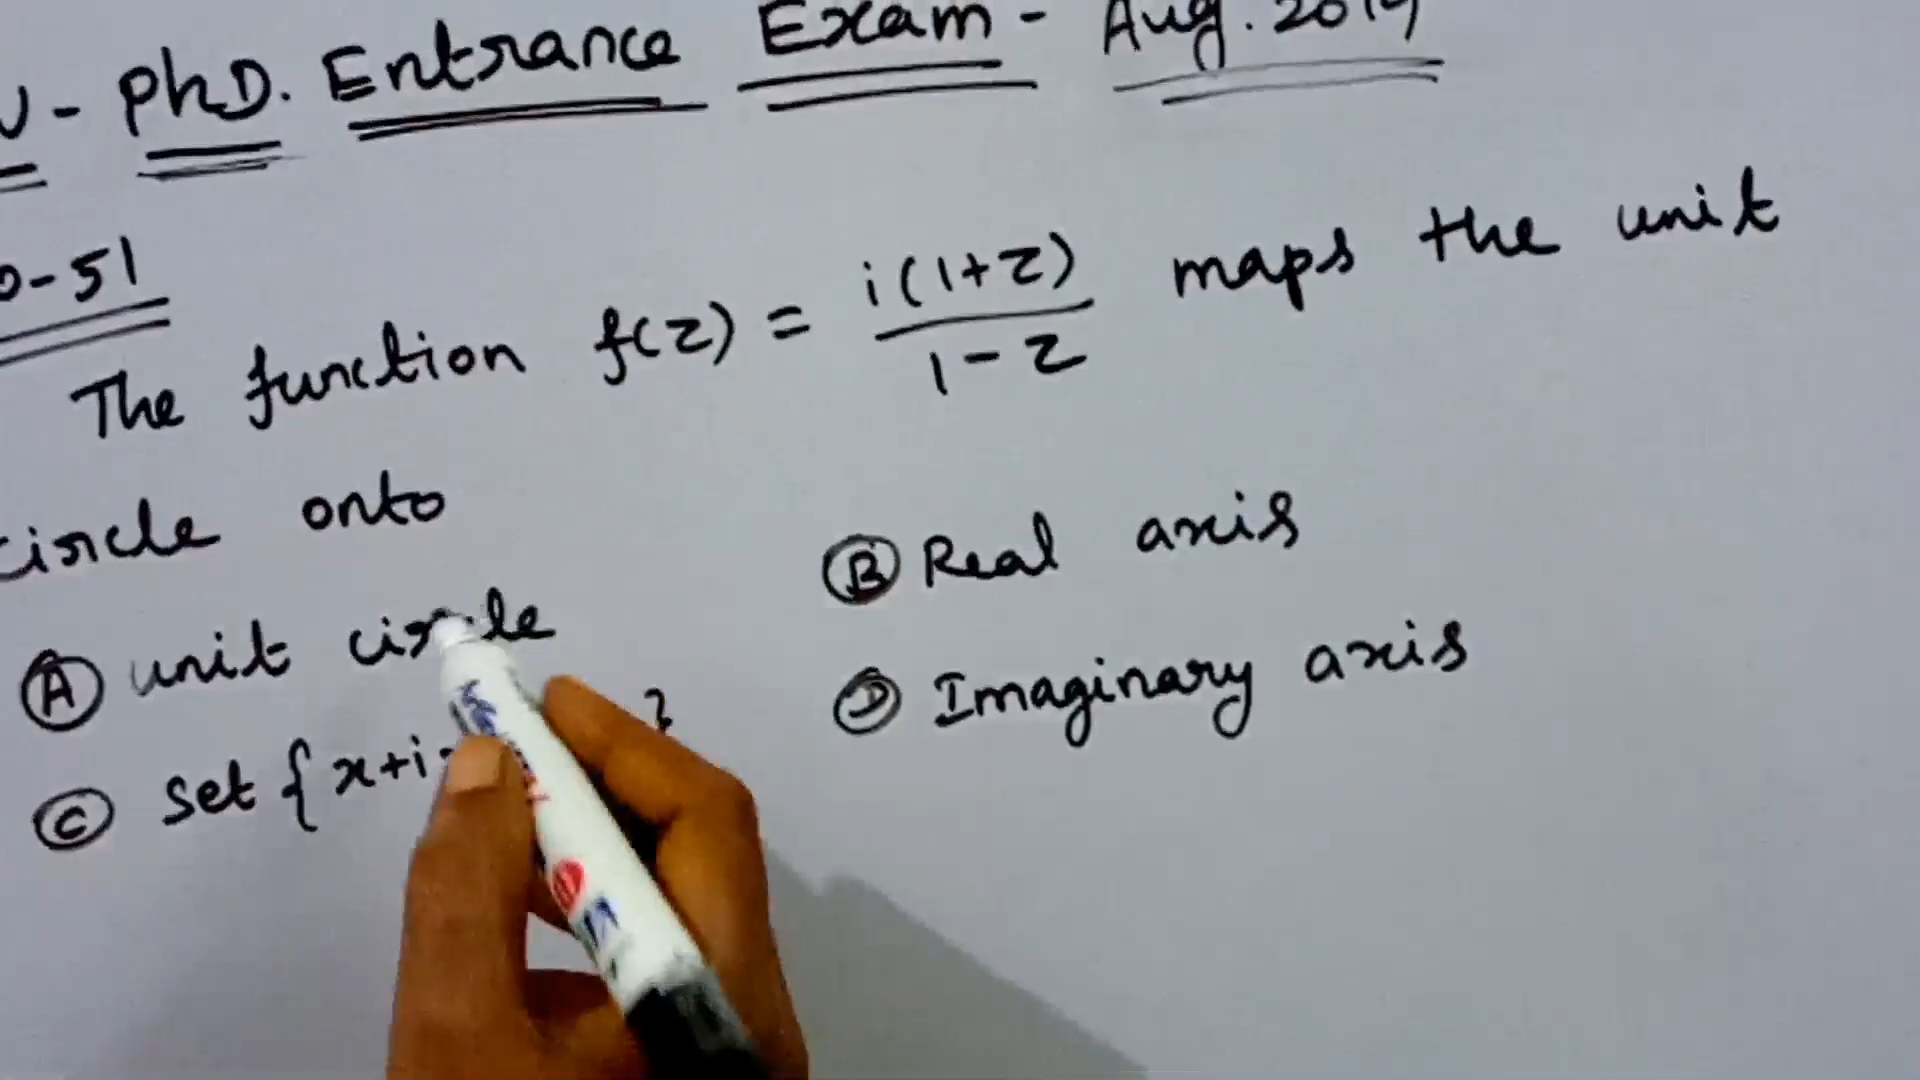 - PhD. Entrance Exam - Aug. 2019
-51
The function f(z) = i(1+z) / 1-z maps the unit
circle onto
(A) unit circle (B) Real axis
(C) Set {x+i } (D) Imaginary axis